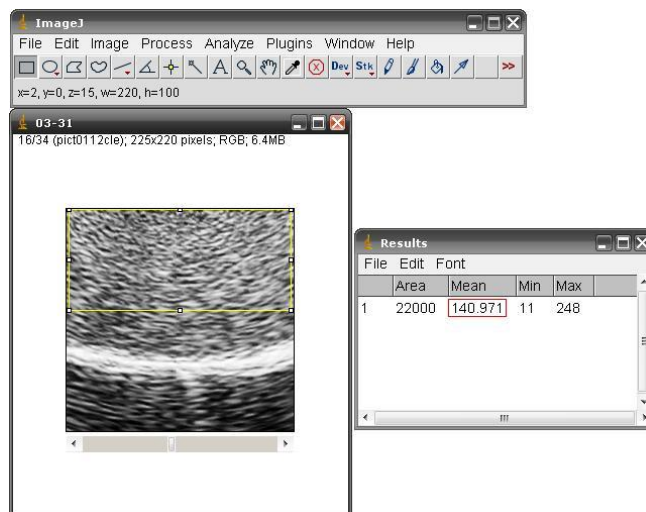 ImageJ
File Edit Image Process Analyze Plugins Window Help
A Dev Stk >>
x=2, y=0, z=15, w=220, h=100
03-31
16/34 (pict0112cle); 225x220 pixels; RGB; 6.4MB
Results
File Edit Font
Area Mean Min Max
1 22000 140.971 11 248